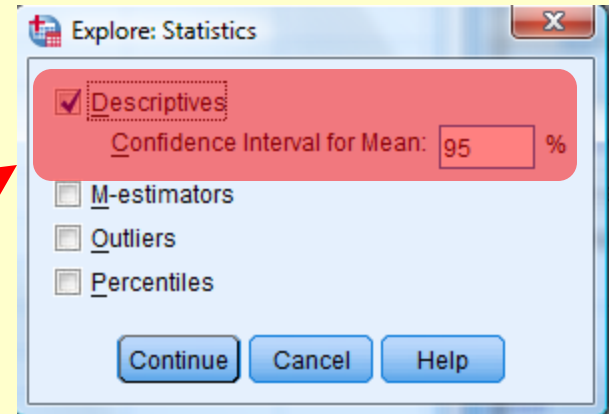 Explore: Statistics
Descriptives
Confidence Interval for Mean: 95 %
M-estimators
Outliers
Percentiles
Continue Cancel Help